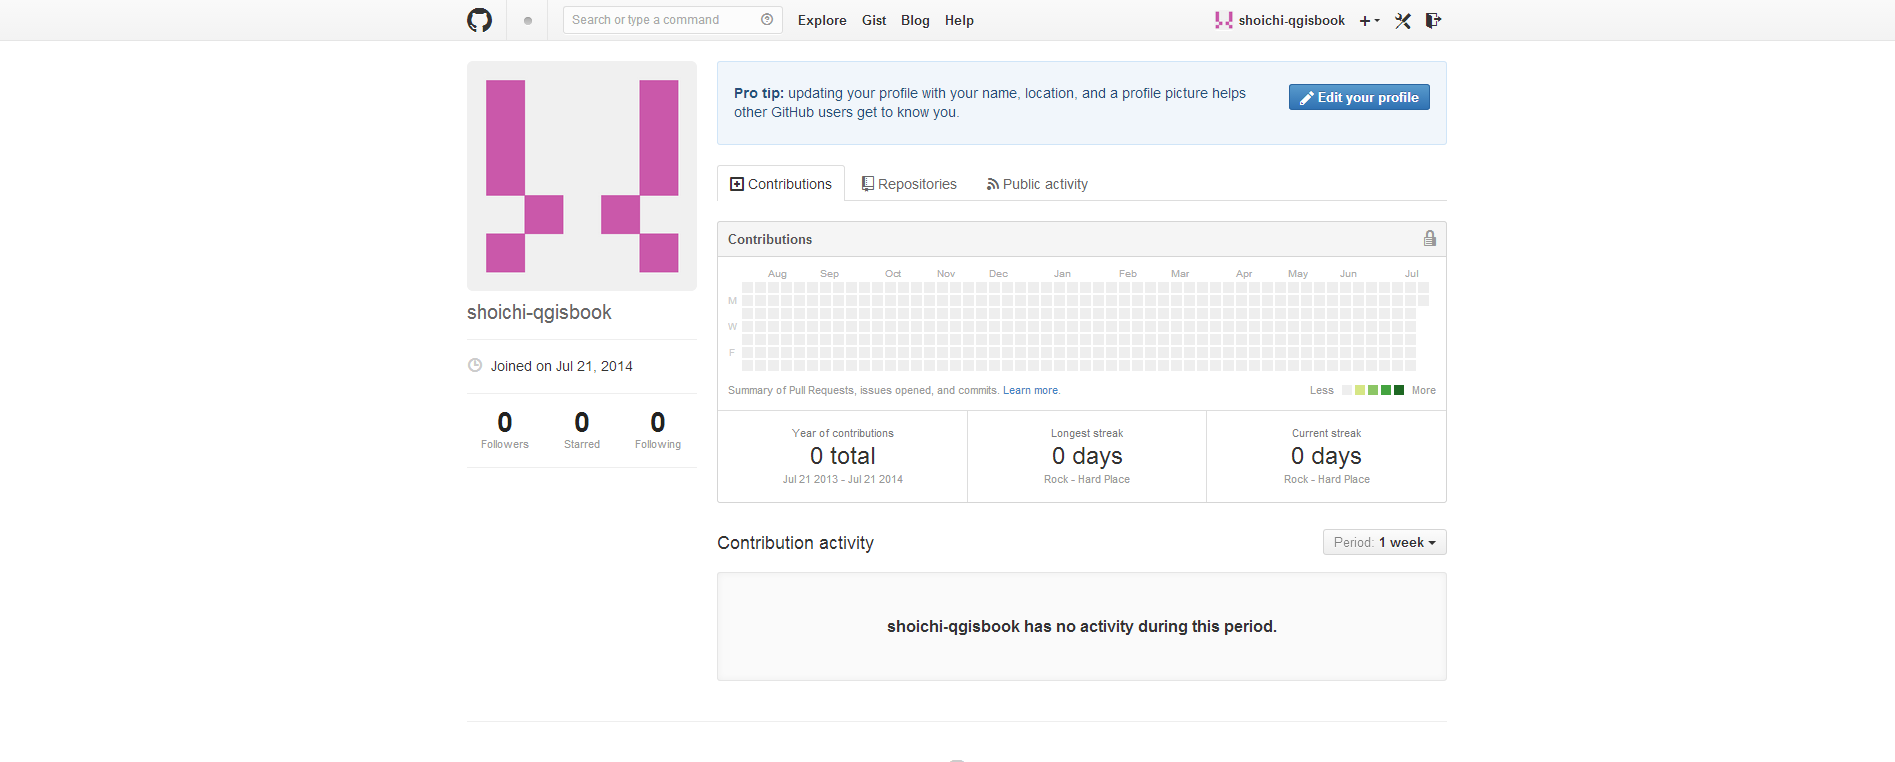 Search or type a command
Explore Gist Blog Help
shoichi-qgisbook
Pro tip: updating your profile with your name, location, and a profile picture helps
other GitHub users get to know you.
Edit your profile
Contributions Repositories Public activity
shoichi-qgisbook
Joined on Jul 21, 2014
0 0 0
Followers Starred Following
Contributions
Aug Sep Oct Nov Dec Jan Feb Mar Apr May Jun Jul
M
W
F
Summary of Pull Requests, issues opened, and commits. Learn more.
Less More
Year of contributions
0 total
Jul 21 2013 - Jul 21 2014
Longest streak
0 days
Rock - Hard Place
Current streak
0 days
Rock - Hard Place
Contribution activity
Period: 1 week
shoichi-qgisbook has no activity during this period.